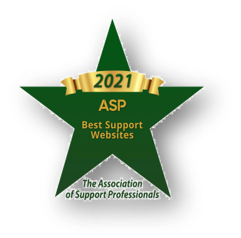 2021
ASP
Best Support
Websites
The Association
of Support Professionals